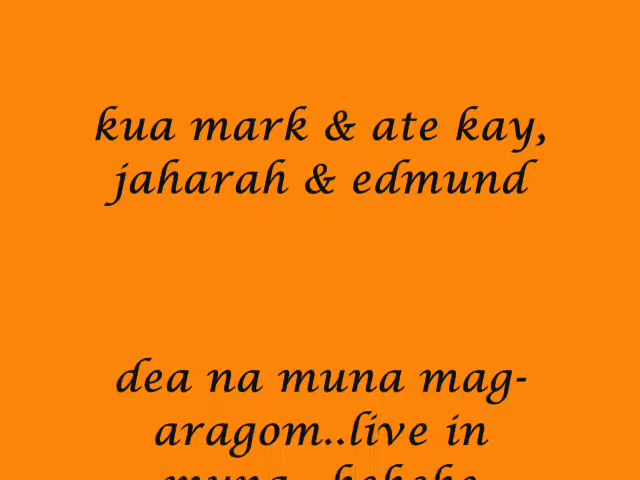 kua mark & ate kay,
jaharah & edmund
dea na muna mag-
aragom..live in